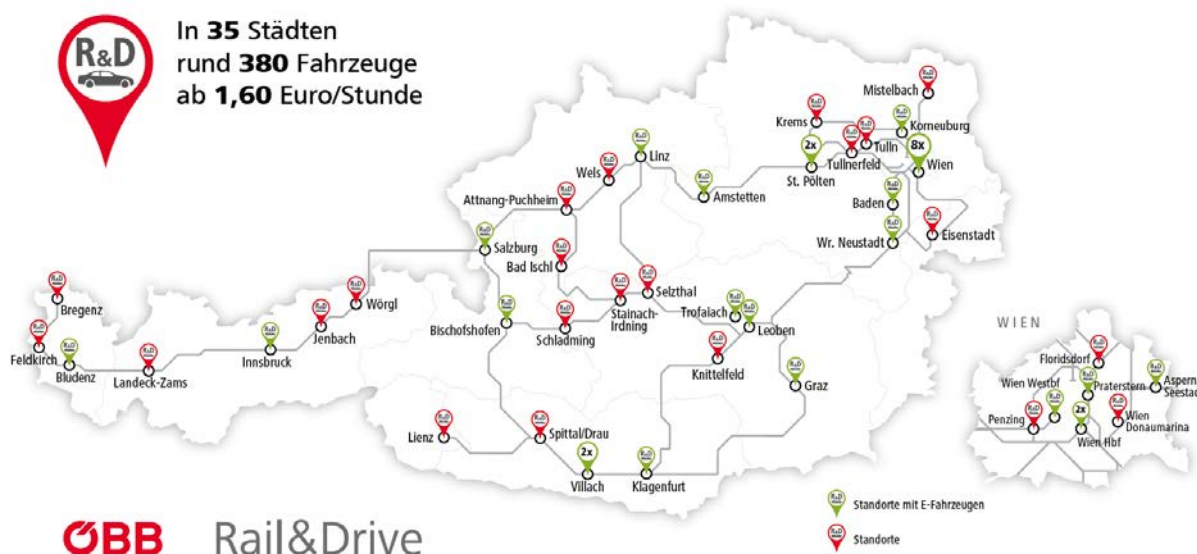 R&D
In 35 Städten
rund 380 Fahrzeuge
ab 1,60 Euro/Stunde
Mistelbach
Krems
Korneuburg
Tulln
2x
8x
Tullnerfeld
Wien
St. Pölten
Linz
Wels
Amstetten
Attnang-Puchheim
Baden
Salzburg
Wr. Neustadt
Eisenstadt
Bad Ischl
Selzthal
Bregenz
Wörgl
Stainach-
Irdning
Trofaiach
Leoben
Bischofshofen
Jenbach
Schladming
Feldkirch
Bludenz
Innsbruck
Landeck-Zams
Knittelfeld
Graz
Lienz
Spittal/Drau
2x
Villach
Klagenfurt
WIEN
Floridsdorf
Wien Westbf
Praterstern
Aspern
Seestad
Penzing
2x
Wien
Donaumarina
Wien Hbf
Standorte mit E-Fahrzeugen
Standorte
ÖBB Rail&Drive